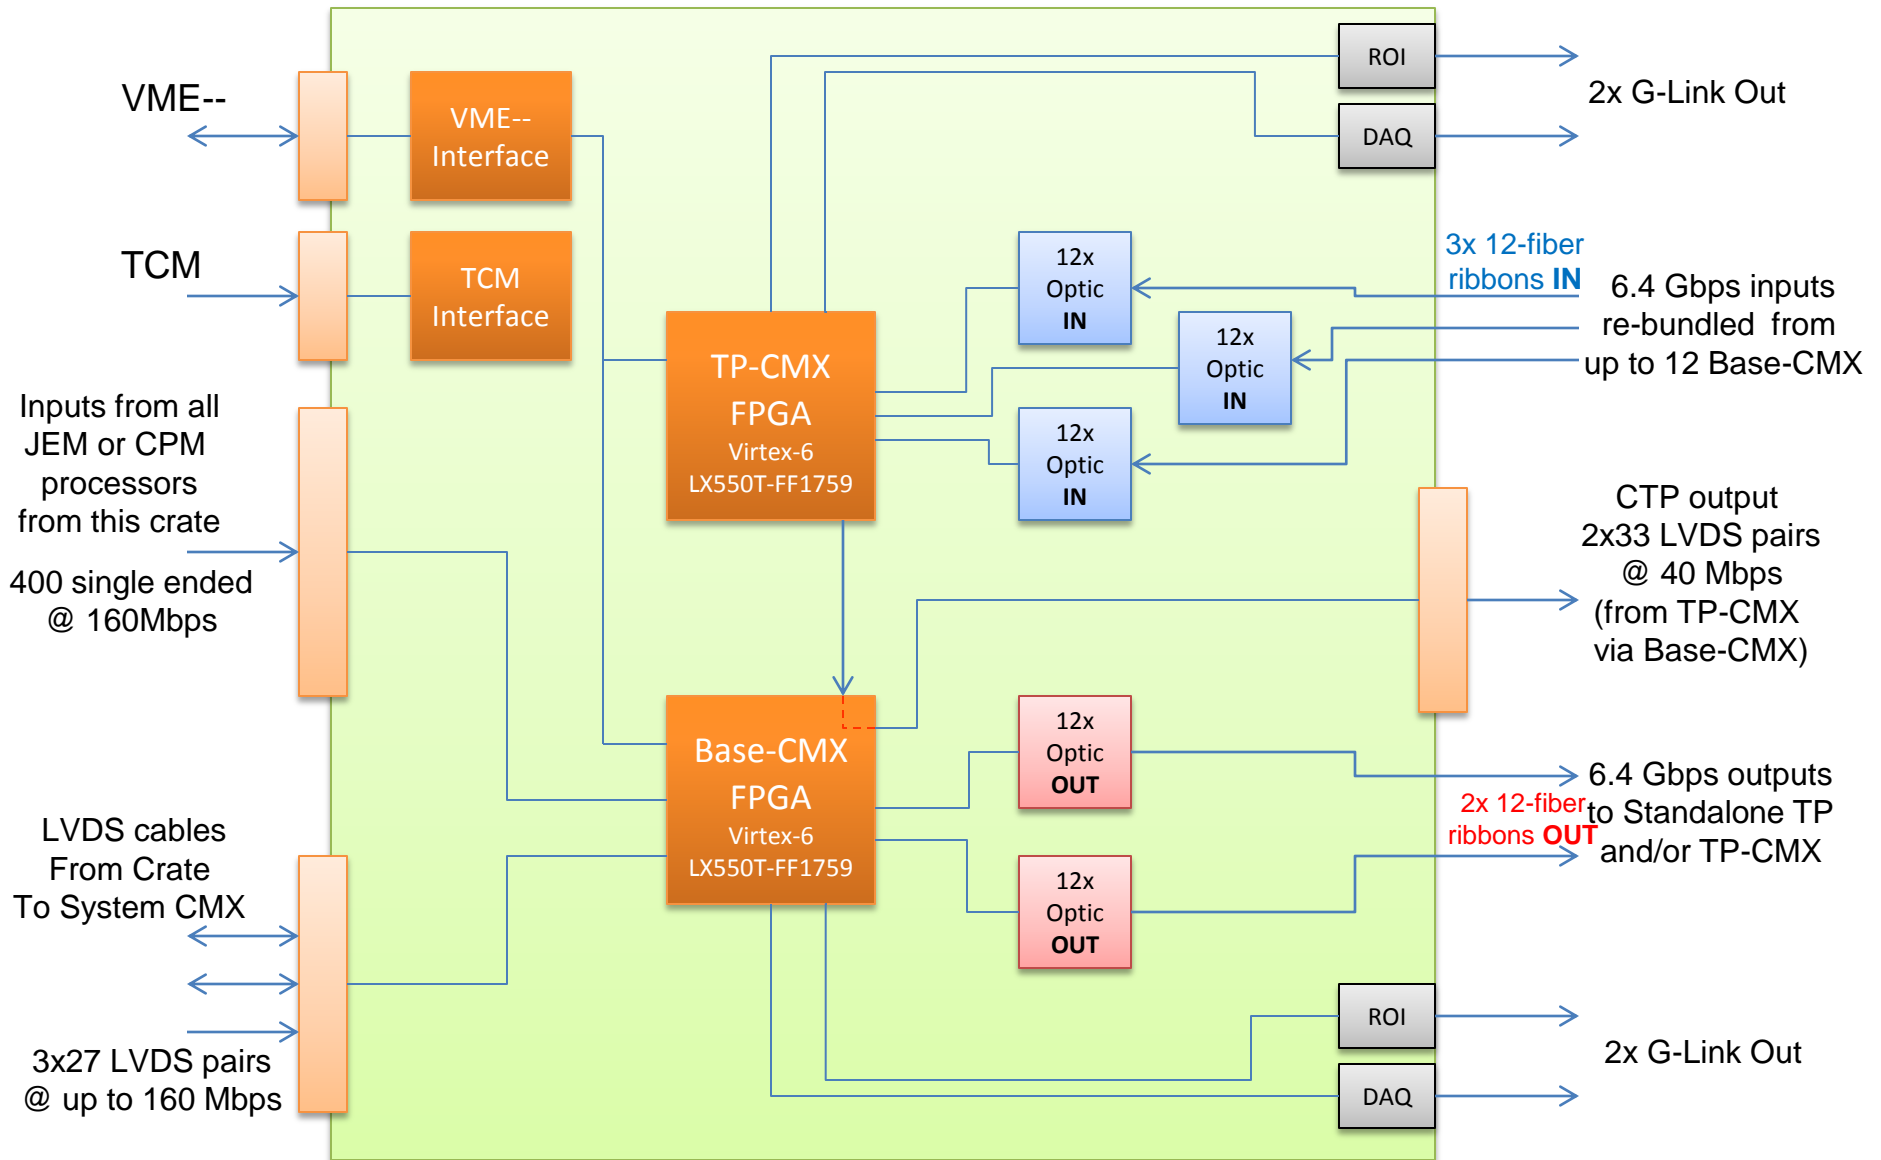 VME--
VME--
Interface
TCM
TCM
Interface
Inputs from all
JEM or CPM
processors
from this crate
400 single ended
@ 160Mbps
LVDS cables
From Crate
To System CMX
3x27 LVDS pairs
@ up to 160 Mbps
TP-CMX
FPGA
Virtex-6
LX550T-FF1759
Base-CMX
FPGA
Virtex-6
LX550T-FF1759
12x
Optic
IN
12x
Optic
IN
12x
Optic
IN
12x
Optic
OUT
12x
Optic
OUT
ROI
DAQ
2x G-Link Out
3x 12-fiber
ribbons IN
6.4 Gbps inputs
re-bundled from
up to 12 Base-CMX
CTP output
2x33 LVDS pairs
@ 40 Mbps
(from TP-CMX
via Base-CMX)
6.4 Gbps outputs
to Standalone TP
and/or TP-CMX
2x 12-fiber
ribbons OUT
ROI
DAQ
2x G-Link Out